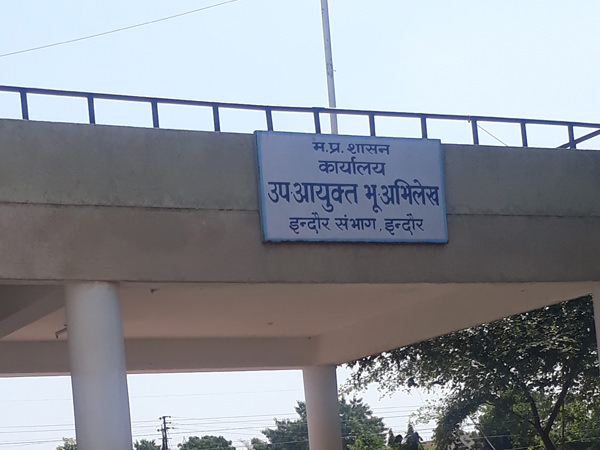 म.प्र. शासन
कार्यालय
उप-आयुक्त भू-अभिलेख
इन्दौर संभाग, इन्दौर